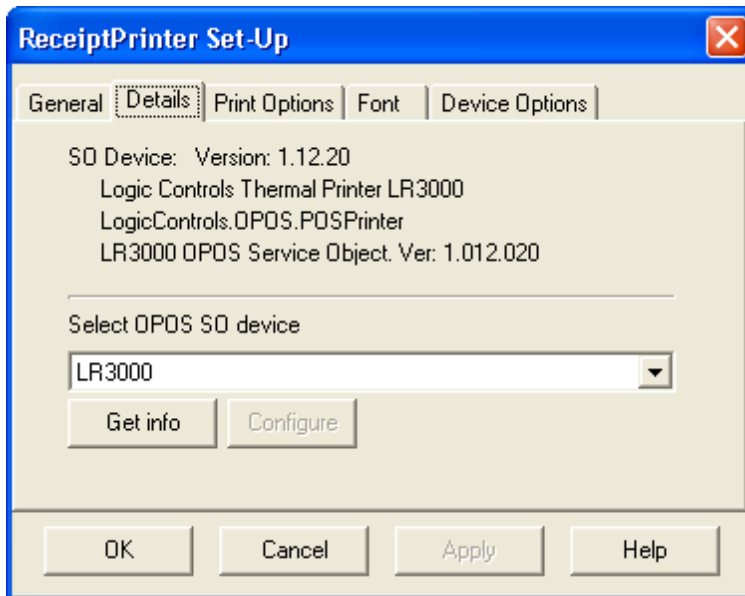 ReceiptPrinter Set-Up
General Details Print Options Font Device Options
SO Device: Version: 1.12.20
Logic Controls Thermal Printer LR3000
LogicControls.OPOS.POSPrinter
LR3000 OPOS Service Object. Ver: 1.012.020
Select OPOS SO device
LR3000
Get info Configure
OK Cancel Apply Help